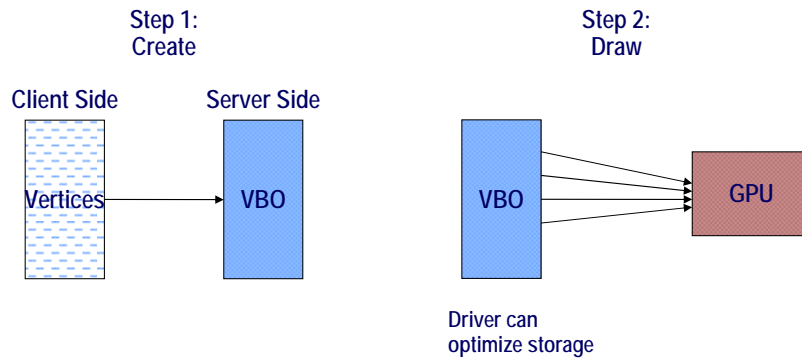 Step 1:
Create
Client Side
Server Side
Vertices
VBO
Step 2:
Draw
VBO
GPU
Driver can
optimize storage